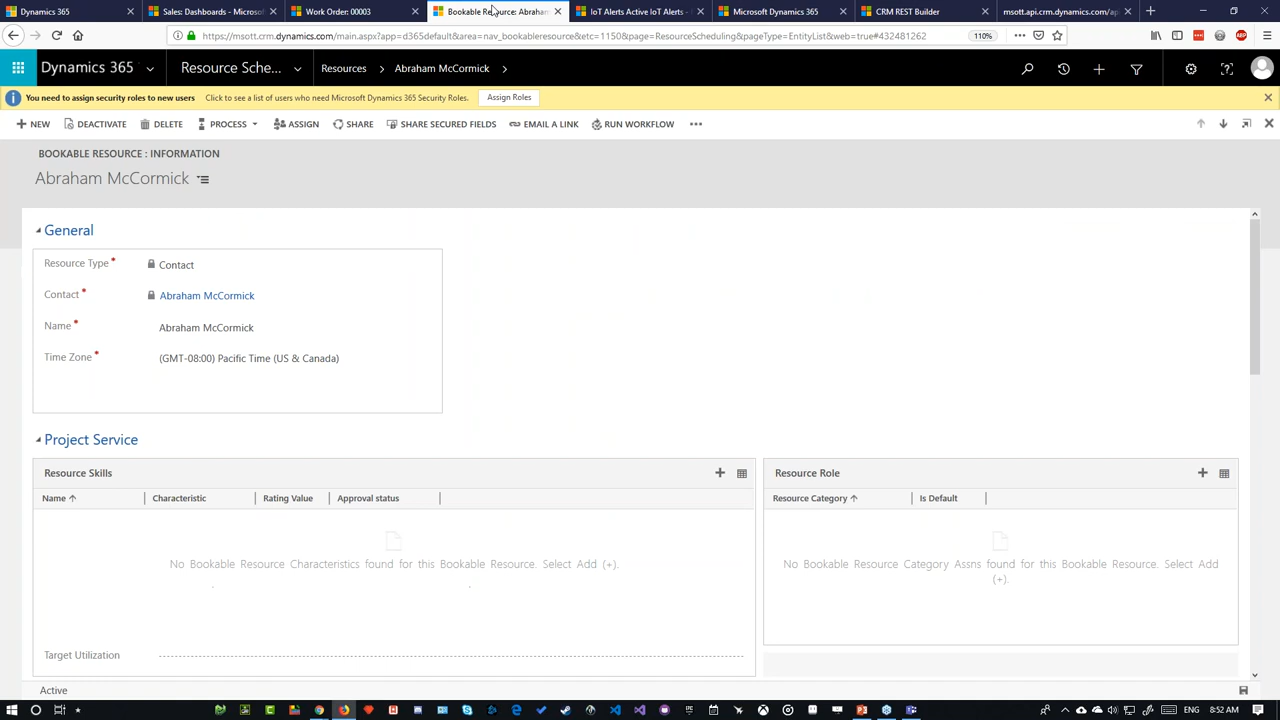 Dynamics 365
Sales: Dashboards - Microsof
Work Order: 00003
Bookable Resource: Abraham
IoT Alerts Active IoT Alerts -
Microsoft Dynamics 365
CRM REST Builder
msott.api.crm.dynamics.com/ap
https://msott.crm.dynamics.com/main.aspx?app=d365default&area=nav_bookableresource&etc=1150&page=ResourceScheduling&pageType=EntityList&web=true#432481262
110%
Dynamics 365
Resource Sche...
Resources
Abraham McCormick
You need to assign security roles to new users
Click to see a list of users who need Microsoft Dynamics 365 Security Roles.
Assign Roles
NEW
DEACTIVATE
DELETE
PROCESS
ASSIGN
SHARE
SHARE SECURED FIELDS
EMAIL A LINK
RUN WORKFLOW
BOOKABLE RESOURCE : INFORMATION
Abraham McCormick
General
Resource Type*
Contact
Contact*
Abraham McCormick
Name*
Abraham McCormick
Time Zone*
(GMT-08:00) Pacific Time (US & Canada)
Project Service
Resource Skills
Name
Characteristic
Rating Value
Approval status
No Bookable Resource Characteristics found for this Bookable Resource. Select Add (+).
Target Utilization
Resource Role
Resource Category
Is Default
No Bookable Resource Category Assns found for this Bookable Resource. Select Add
(+).
Active
8:52 AM